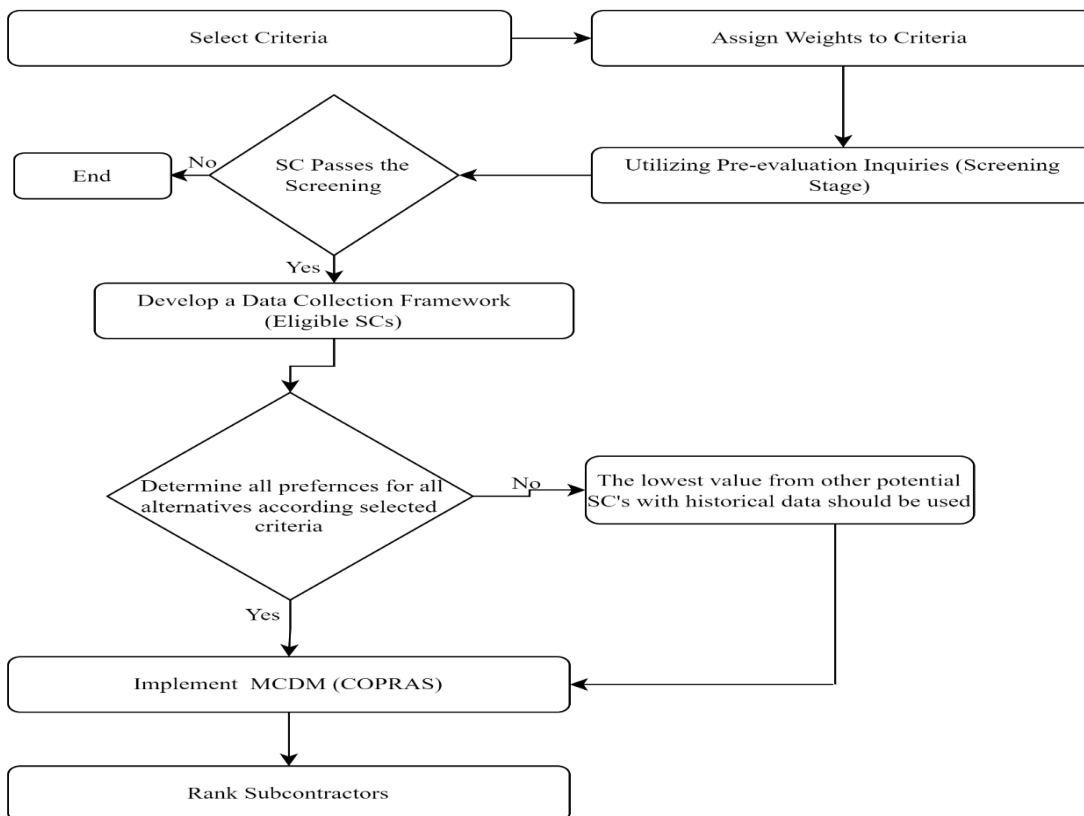 Select Criteria
Assign Weights to Criteria
SC Passes the
Screening
No
End
Utilizing Pre-evaluation Inquiries (Screening
Stage)
Yes
Develop a Data Collection Framework
(Eligible SCs)
Determine all prefernces for all
alternatives according selected
criteria
No
The lowest value from other potential
SC's with historical data should be used
Yes
Implement MCDM (COPRAS)
Rank Subcontractors